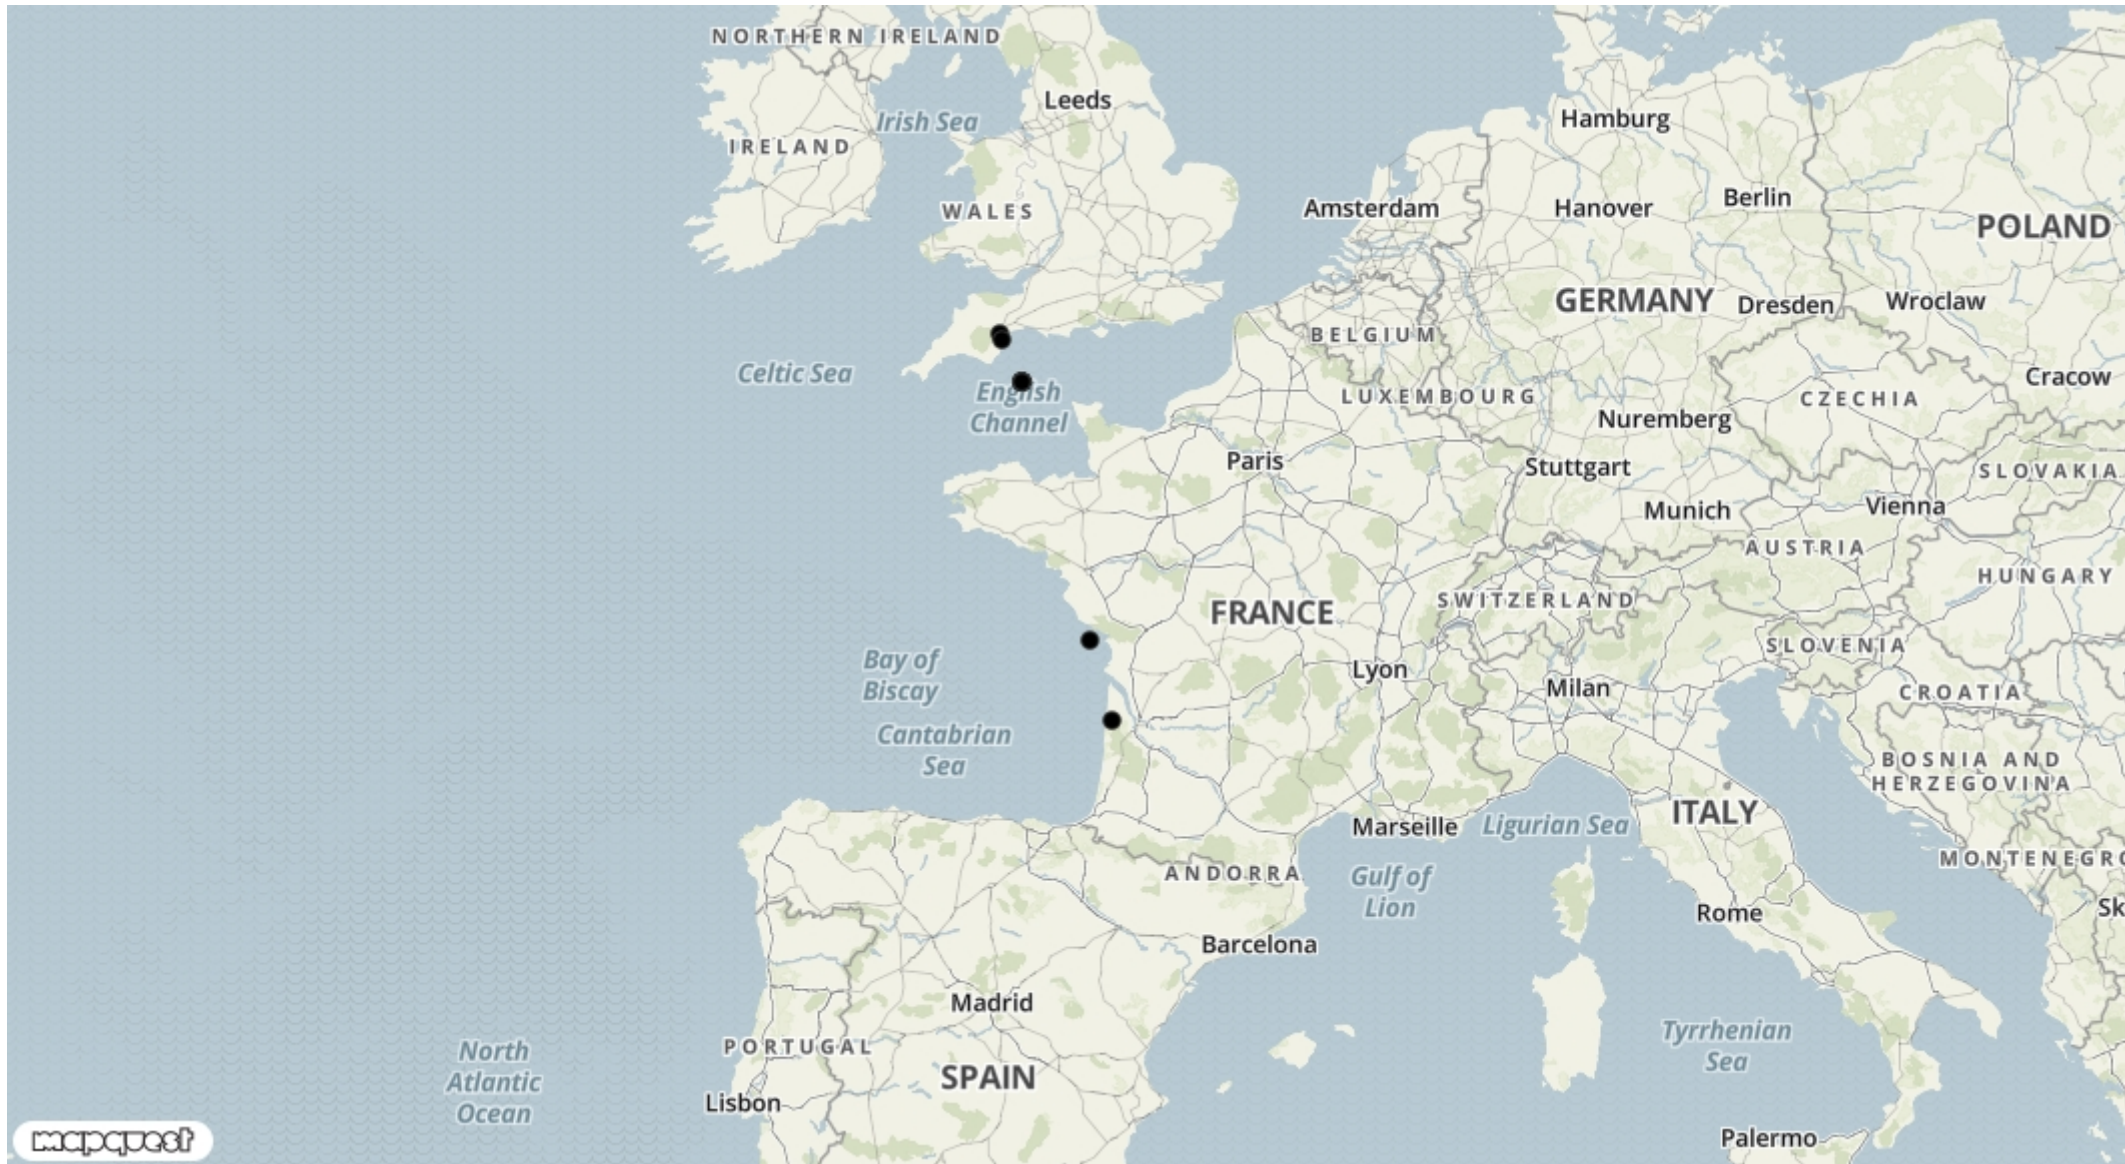 NORTHERN IRELAND
Leeds
Irish Sea
Hamburg
IRELAND
Berlin
WALES
Amsterdam
Hanover
POLAND
GERMANY
Dresden
Wroclaw
BELGIUM
Celtic Sea
Cracow
English
Channel
LUXEMBOURG
CZECHIA
Nuremberg
Paris
Stuttgart
SLOVAKIA
Munich
Vienna
AUSTRIA
HUNGARY
SWITZERLAND
FRANCE
SLOVENIA
Bay of
Biscay
Lyon
Milan
CROATIA
Cantabrian
Sea
BOSNIA AND
HERZEGOVINA
ITALY
Marseille
Ligurian Sea
MONTENEGRO
ANDORRA
Gulf of
Lion
Sk
Rome
Barcelona
Madrid
Tyrrhenian
Sea
PORTUGAL
North
Atlantic
Ocean
SPAIN
Lisbon
mapquest
Palermo